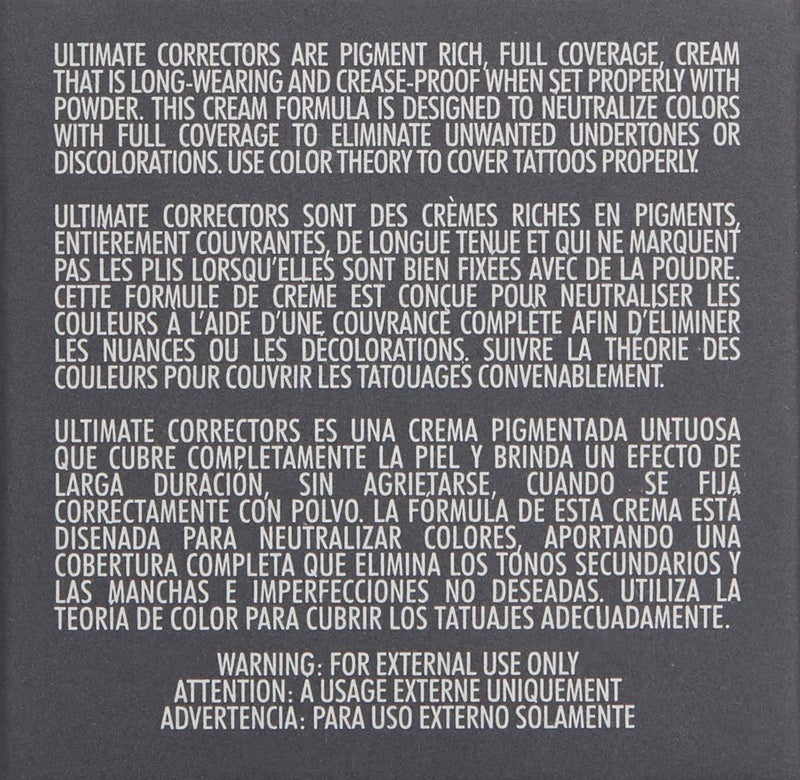 ULTIMATE CORRECTORS ARE PIGMENT RICH, FULL COVERAGE, CREAM
THAT IS LONG-WEARING AND CREASE-PROOF WHEN SET PROPERLY WITH
POWDER. THIS CREAM FORMULA IS DESIGNED TO NEUTRALIZE COLORS
WITH FULL COVERAGE TO ELIMINATE UNWANTED UNDERTONES OR
DISCOLORATIONS. USE COLOR THEORY TO COVER TATTOOS PROPERLY.
ULTIMATE CORRECTORS SONT DES CRÈMES RICHES EN PIGMENTS,
ENTIÈREMENT COUVRANTES, DE LONGUE TENUE ET QUI NE MARQUENT
PAS LES PLIS LORSQU'ELLES SONT BIEN FIXÉES AVEC DE LA POUDRE.
CETTE FORMULE DE CRÈME EST CONÇUE POUR NEUTRALISER LES
COULEURS À L'AIDE D'UNE COUVRANCE COMPLÈTE AFIN D'ÉLIMINER
LES NUANCES OU LES DÉCOLORATIONS. SUIVRE LA THÉORIE DES
COULEURS POUR COUVRIR LES TATOUAGES CONVENABLEMENT.
ULTIMATE CORRECTORS ES UNA CREMA PIGMENTADA UNTUOSA
QUE CUBRE COMPLETAMENTE LA PIEL Y BRINDA UN EFECTO DE
LARGA DURACIÓN, SIN AGRIETARSE, CUANDO SE FIJA
CORRECTAMENTE CON POLVO. LA FÓRMULA DE ESTA CREMA ESTÁ
DISEÑADA PARA NEUTRALIZAR COLORES, APORTANDO UNA
COBERTURA COMPLETA QUE ELIMINA LOS TONOS SECUNDARIOS Y
LAS MANCHAS E IMPERFECCIONES NO DESEADAS. UTILIZA LA
TEORÍA DE COLOR PARA CUBRIR LOS TATUAJES ADECUADAMENTE.
WARNING: FOR EXTERNAL USE ONLY
ATTENTION: À USAGE EXTERNE UNIQUEMENT
ADVERTENCIA: PARA USO EXTERNO SOLAMENTE